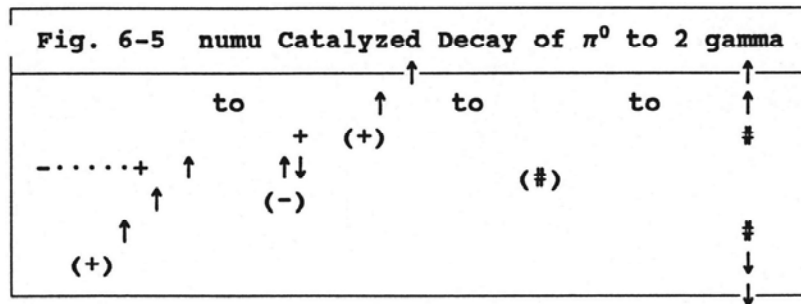 Fig. 6-5 numu Catalyzed Decay of π⁰ to 2 gamma
↑ ↑
to ↑ to to ↑
+ (+) #
-·····+ ↑ ↑↓ (#)
↑ (-)
↑ #
(+) ↓
↓